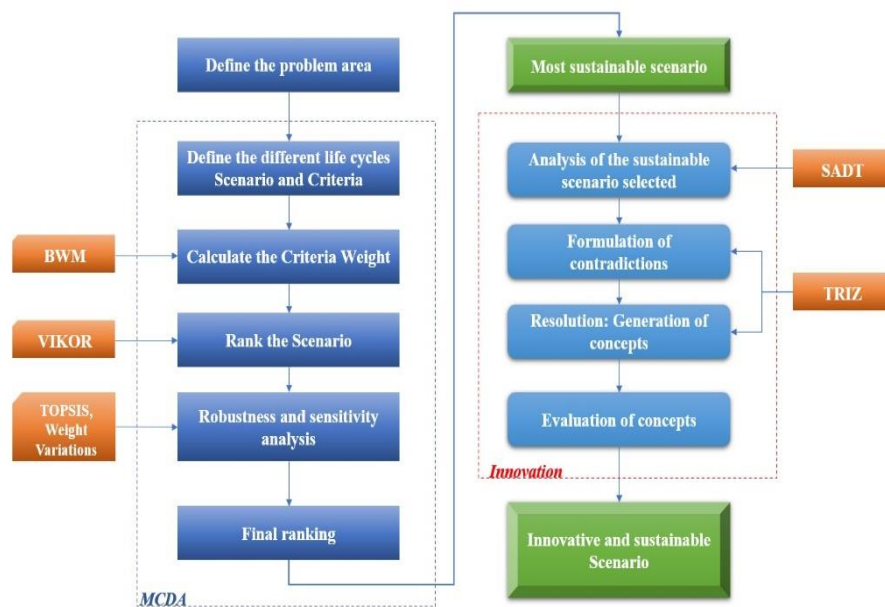 Define the problem area
Define the different life cycles
Scenario and Criteria
BWM
Calculate the Criteria Weight
VIKOR
Rank the Scenario
TOPSIS,
Weight
Variations
Robustness and sensitivity
analysis
Final ranking
MCDA
Most sustainable scenario
Analysis of the sustainable
scenario selected
SADT
Formulation of
contradictions
TRIZ
Resolution: Generation of
concepts
Evaluation of concepts
Innovation
Innovative and sustainable
Scenario